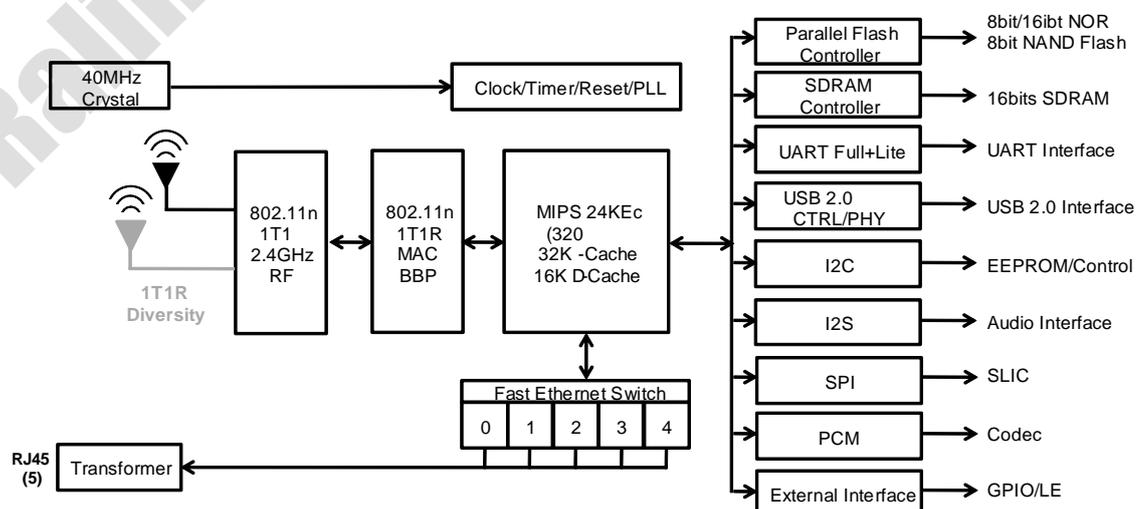 Ralin
40MHz
Crystal
Clock/Timer/Reset/PLL
802.11n
1T1
2.4GHz
RF
802.11n
1T1R
MAC
BBP
MIPS 24KEc
(320
32K -Cache
16K D-Cache
1T1R
Diversity
Fast Ethernet Switch
0 1 2 3 4
RJ45
(5)
Transformer
Parallel Flash
Controller
8bit/16ibt NOR
8bit NAND Flash
SDRAM
Controller
16bits SDRAM
UART Full+Lite
UART Interface
USB 2.0
CTRL/PHY
USB 2.0 Interface
I2C
EEPROM/Control
I2S
Audio Interface
SPI
SLIC
PCM
Codec
External Interface
GPIO/LE